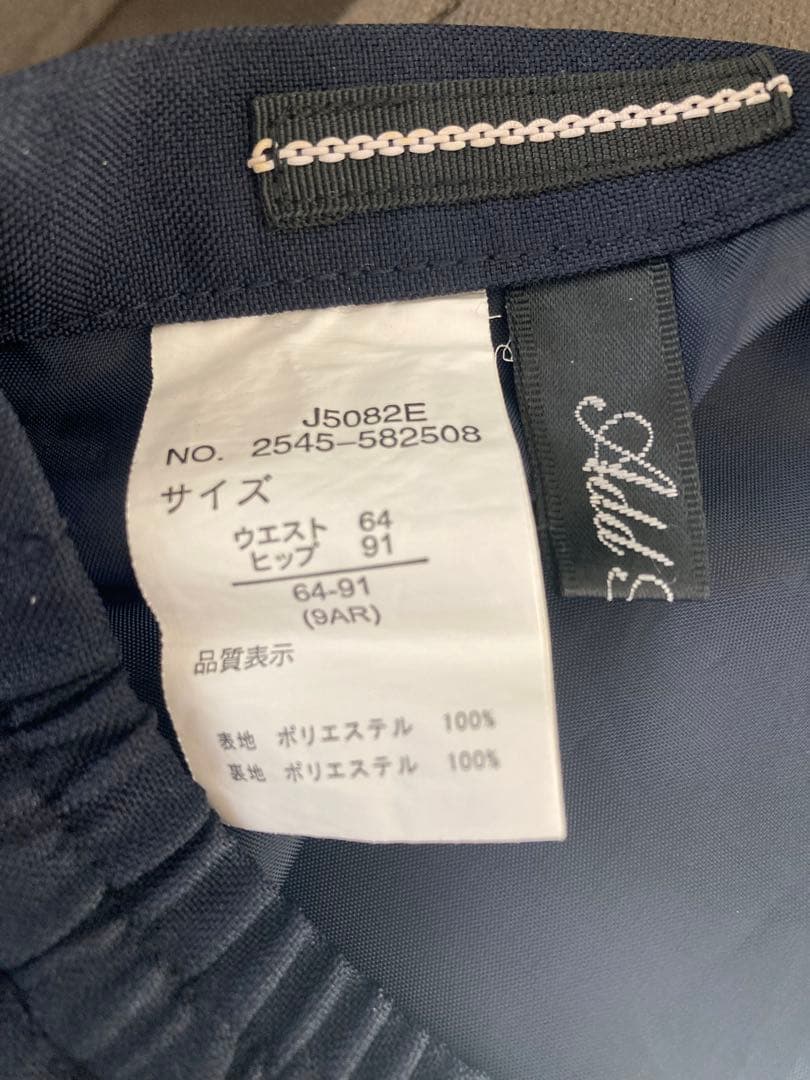 J5082E
NO. 2545-582508
サイズ
ウエスト 64
ヒップ 91
64-91
(9AR)
品質表示
表地 ポリエステル 100%
裏地 ポリエステル 100%